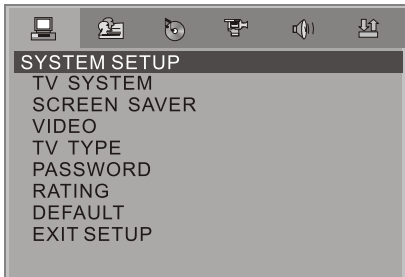 SYSTEM SETUP
TV SYSTEM
SCREEN SAVER
VIDEO
TV TYPE
PASSWORD
RATING
DEFAULT
EXIT SETUP